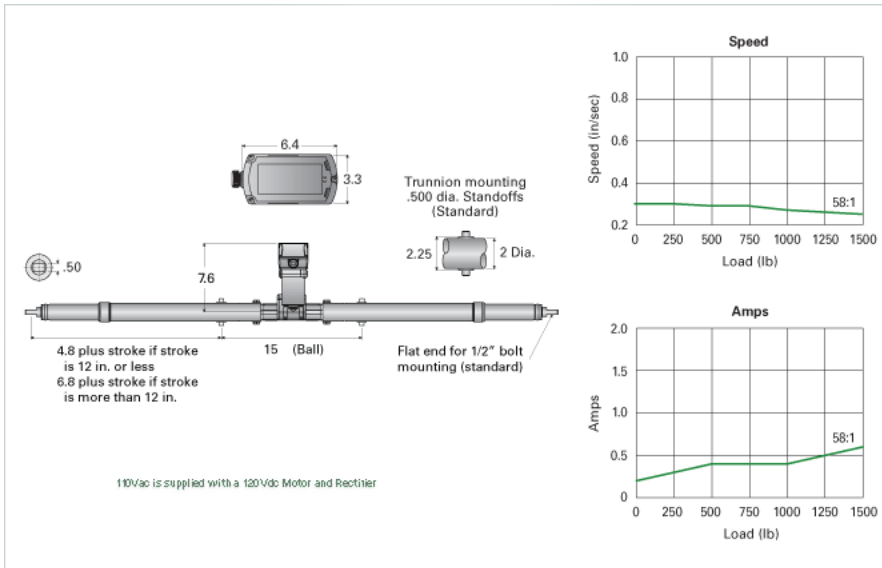 6.4
3.3
Trunnion mounting
.500 dia. Standoffs
(Standard)
2.25
2 Dia.
.50
7.6
4.8 plus stroke if stroke
is 12 in. or less
6.8 plus stroke if stroke
is more than 12 in.
15 (Ball)
Flat end for 1/2" bolt
mounting (standard)
110Vac is supplied with a 120Vdc Motor and Rectifier
Speed
Speed (in/sec)
1.0
0.8
0.6
0.4
0.2
58:1
0 250 500 750 1000 1250 1500
Load (lb)
Amps
Amps
2.0
1.5
1.0
0.5
0
58:1
0 250 500 750 1000 1250 1500
Load (lb)